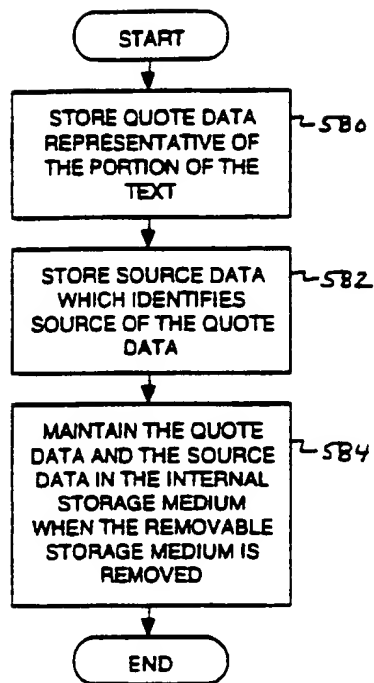 START
STORE QUOTE DATA
REPRESENTATIVE OF
THE PORTION OF THE
TEXT
580
STORE SOURCE DATA
WHICH IDENTIFIES
SOURCE OF THE QUOTE
DATA
582
MAINTAIN THE QUOTE
DATA AND THE SOURCE
DATA IN THE INTERNAL
STORAGE MEDIUM
WHEN THE REMOVABLE
STORAGE MEDIUM IS
REMOVED
584
END